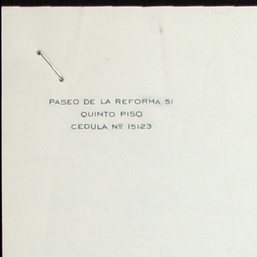 PASEO DE LA REFORMA 51
QUINTO PISO
CEDULA Nº 15123